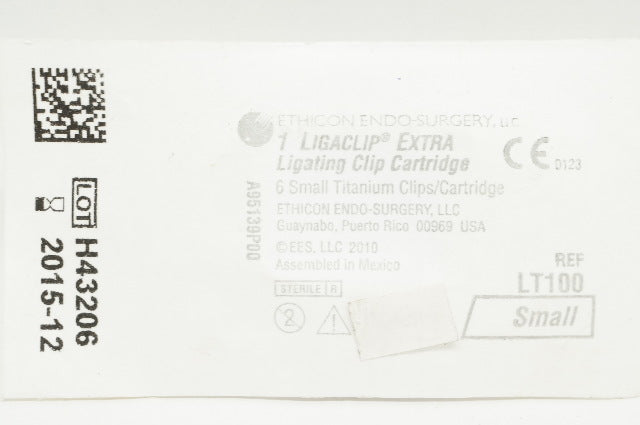 ETHICON ENDO-SURGERY, LLC
1 LIGACLIP® EXTRA
Ligating Clip Cartridge
CE 0123
6 Small Titanium Clips/Cartridge
ETHICON ENDO-SURGERY, LLC
Guaynabo, Puerto Rico 00969 USA
©EES, LLC 2010
Assembled in Mexico
STERILE R
2
REF
LT100
Small
A95139P00
LOT H43206
2015-12